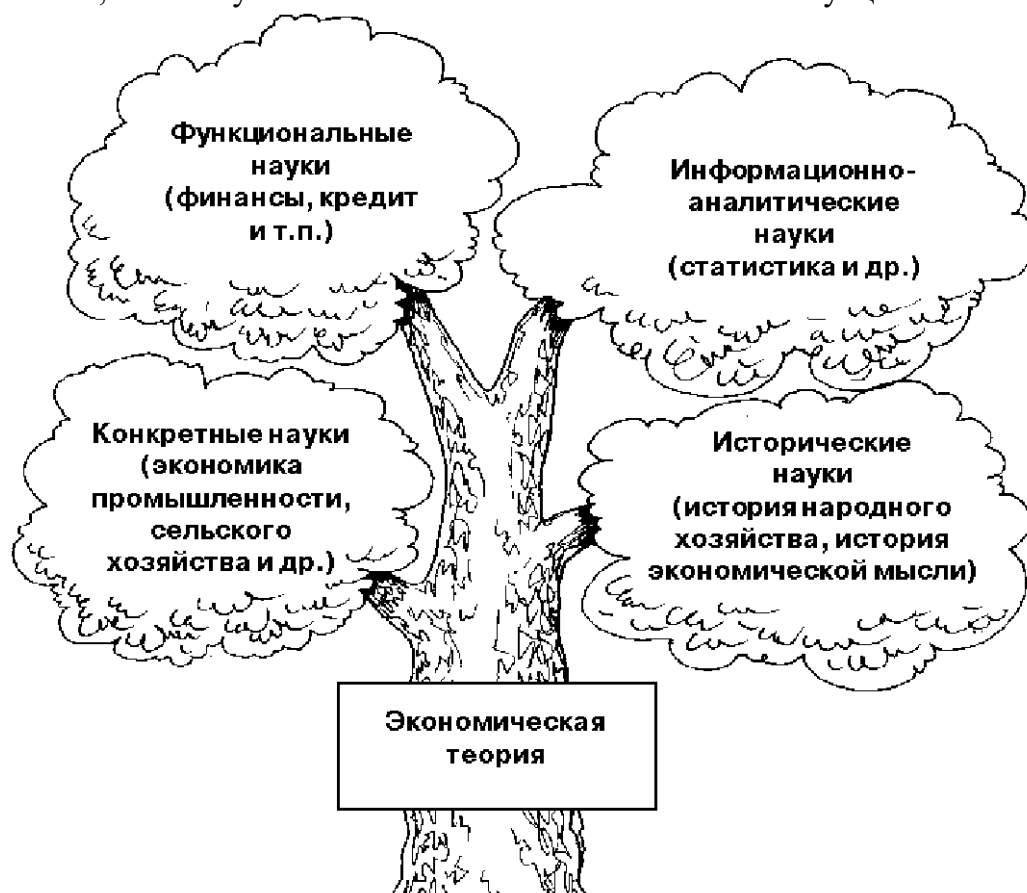 Функциональные
науки
(финансы, кредит
и т.п.)
Информационно-
аналитические
науки
(статистика и др.)
Конкретные науки
(экономика
промышленности,
сельского
хозяйства и др.)
Исторические
науки
(история народного
хозяйства, история
экономической мысли)
Экономическая
теория